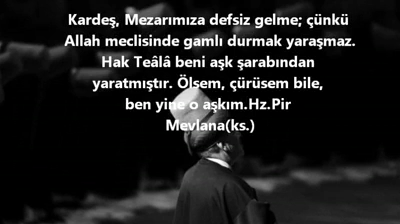 Kardeş, Mezarımıza defsiz gelme; çünkü
Allah meclisinde gamlı durmak yaraşmaz.
Hak Teâlâ beni aşk şarabından
yaratmıştır. Ölsem, çürüsem bile,
ben yine o aşkım.Hz.Pir
Mevlana(ks.)